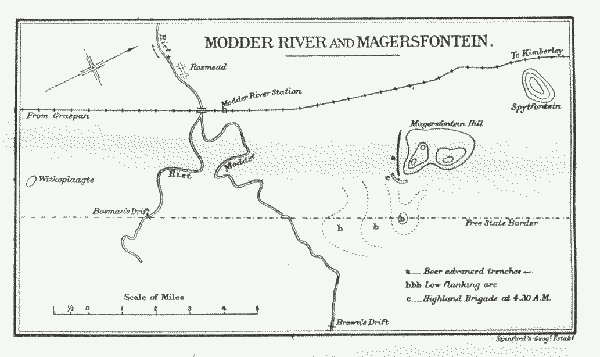 MODDER RIVER AND MAGERSFONTEIN.
To Kimberley
Riet
Rosmead
Modder River Station
Spytfontein
From Graspan
Magersfontein Hill
a
c
Riet
Modder
Wizkoplaagte
Bosman's Drift
b
b
b
Free State Border
a.... Boer advanced trenches
bbb Low flanking arc
c.... Highland Brigade at 4.30 A.M.
Scale of Miles
½ 0 1 2 3 4 5
Brown's Drift
Stanford's Geog! Estab!